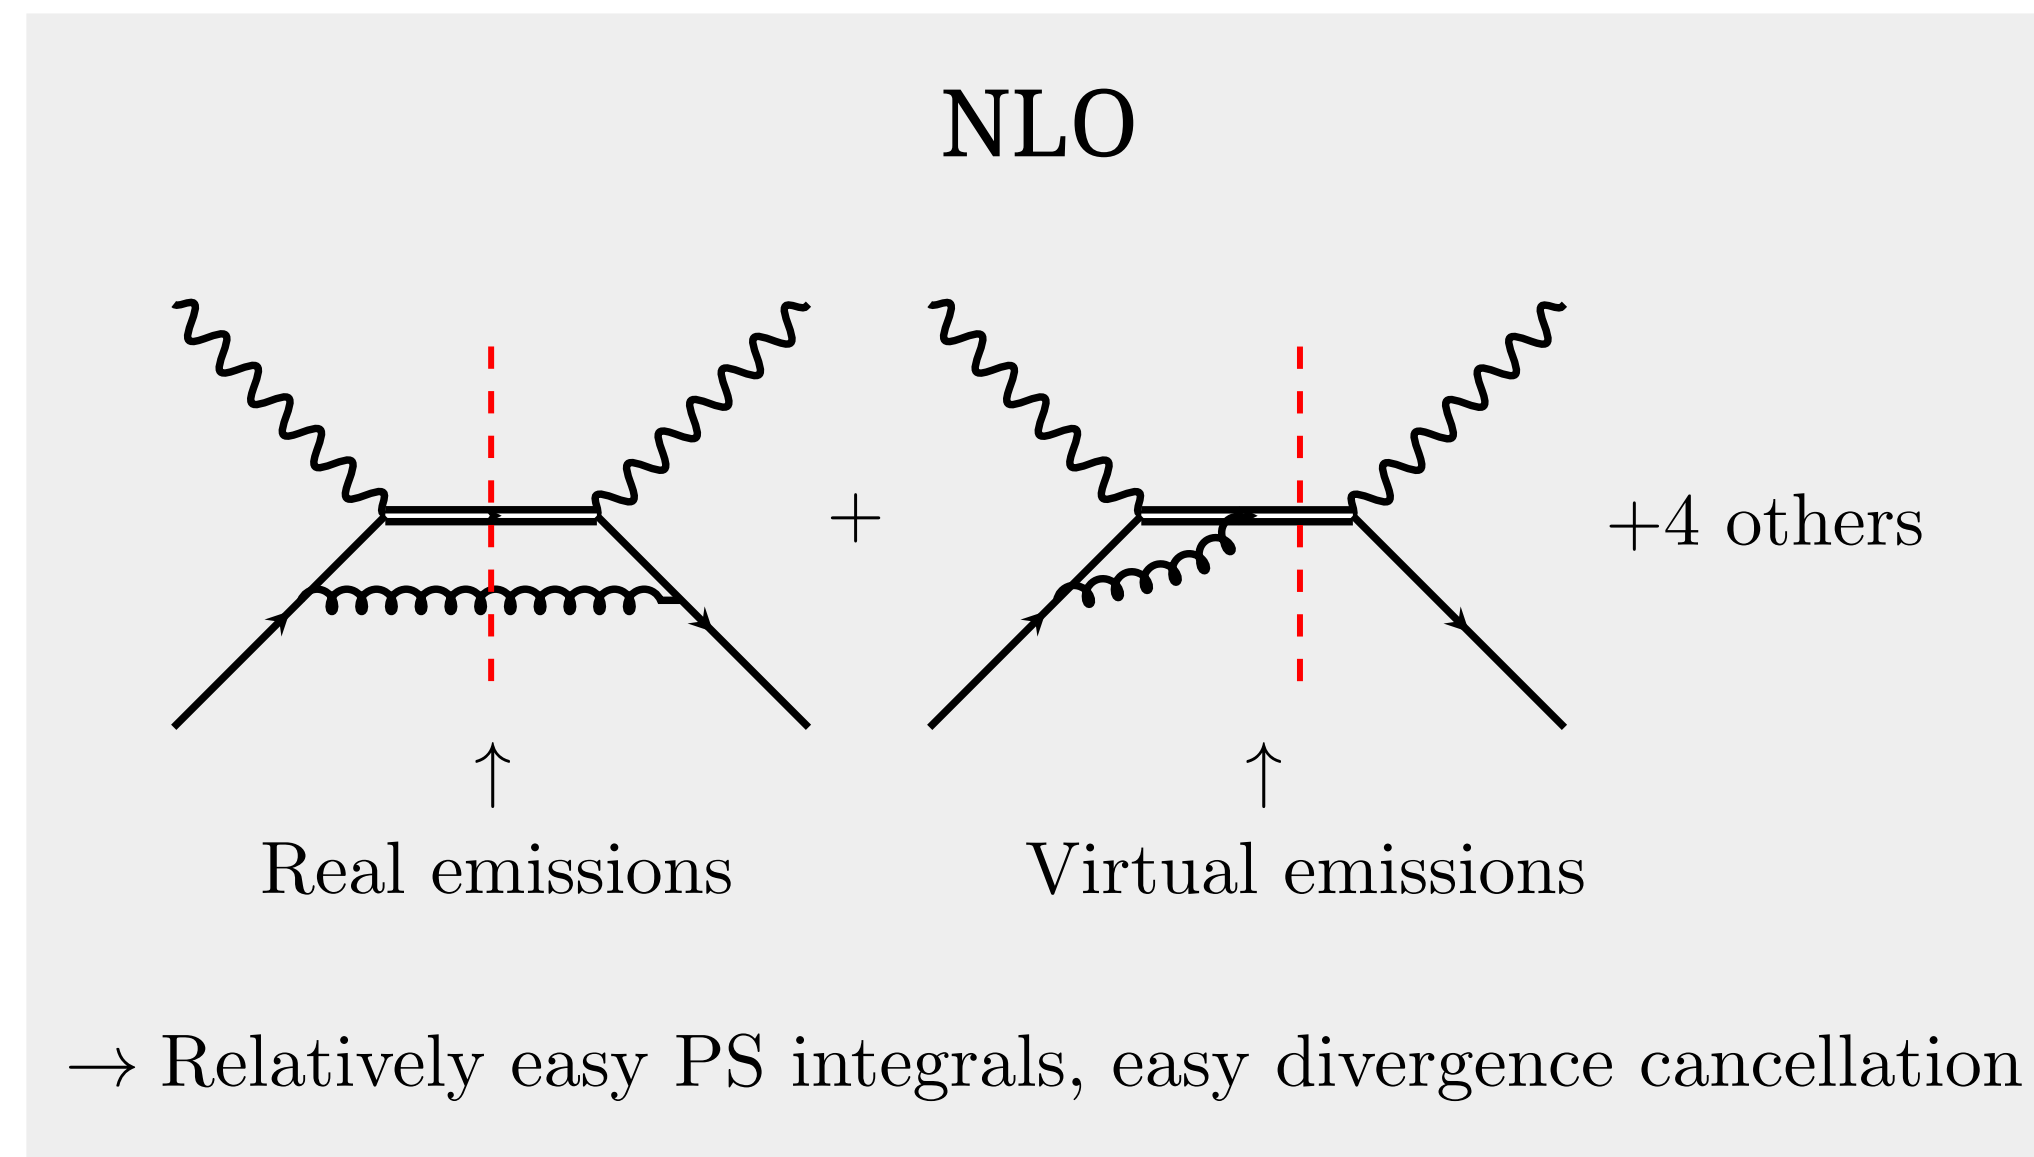 NLO
+
+4 others
↑ ↑
Real emissions Virtual emissions
→ Relatively easy PS integrals, easy divergence cancellation